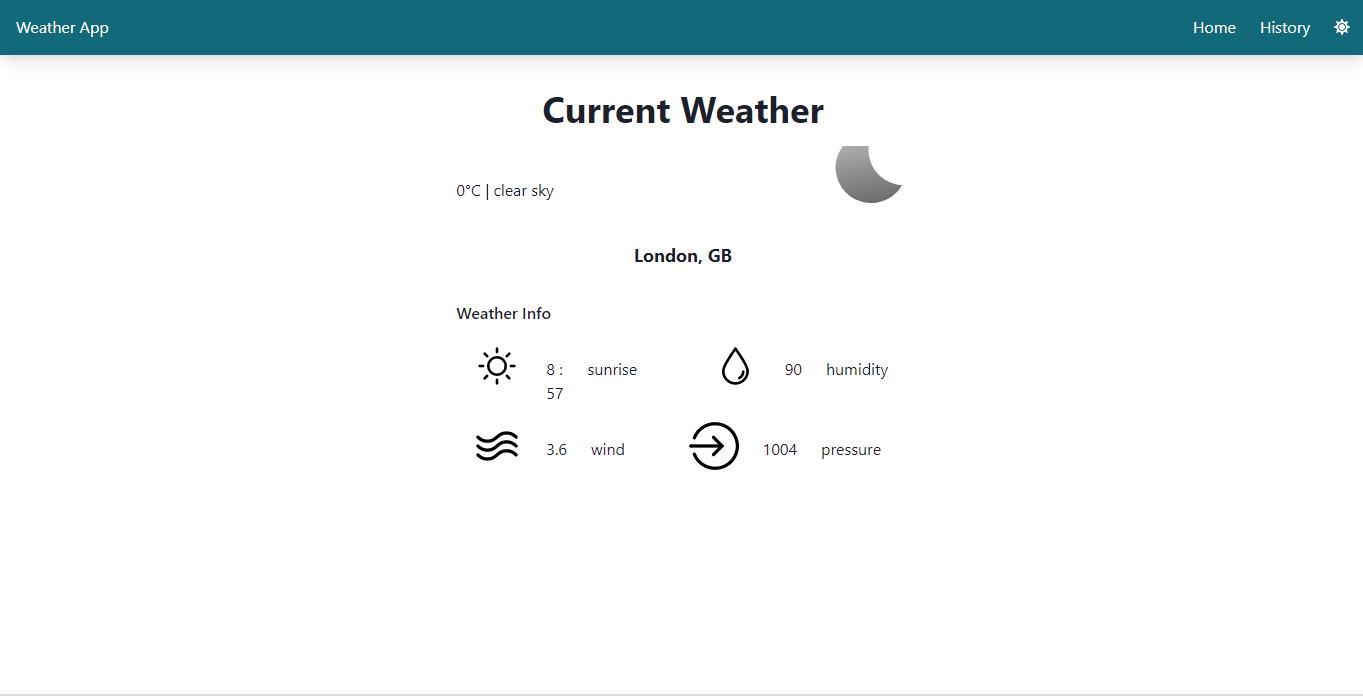 Weather App Home History
Current Weather
0°C | clear sky
London, GB
Weather Info
8 : sunrise 90 humidity
57
3.6 wind 1004 pressure